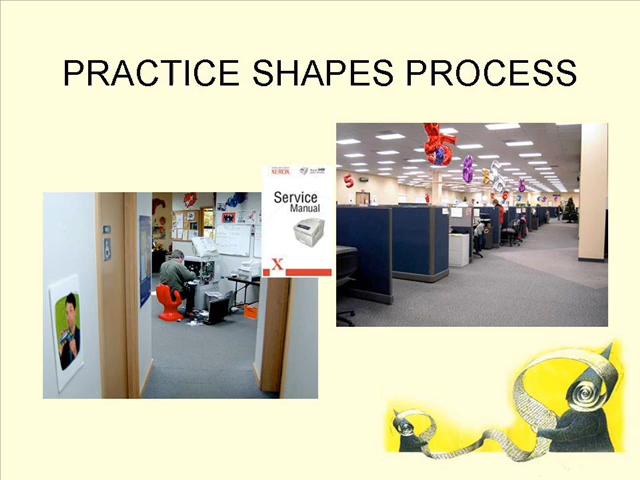 PRACTICE SHAPES PROCESS
XEROX
Service
Manual
X